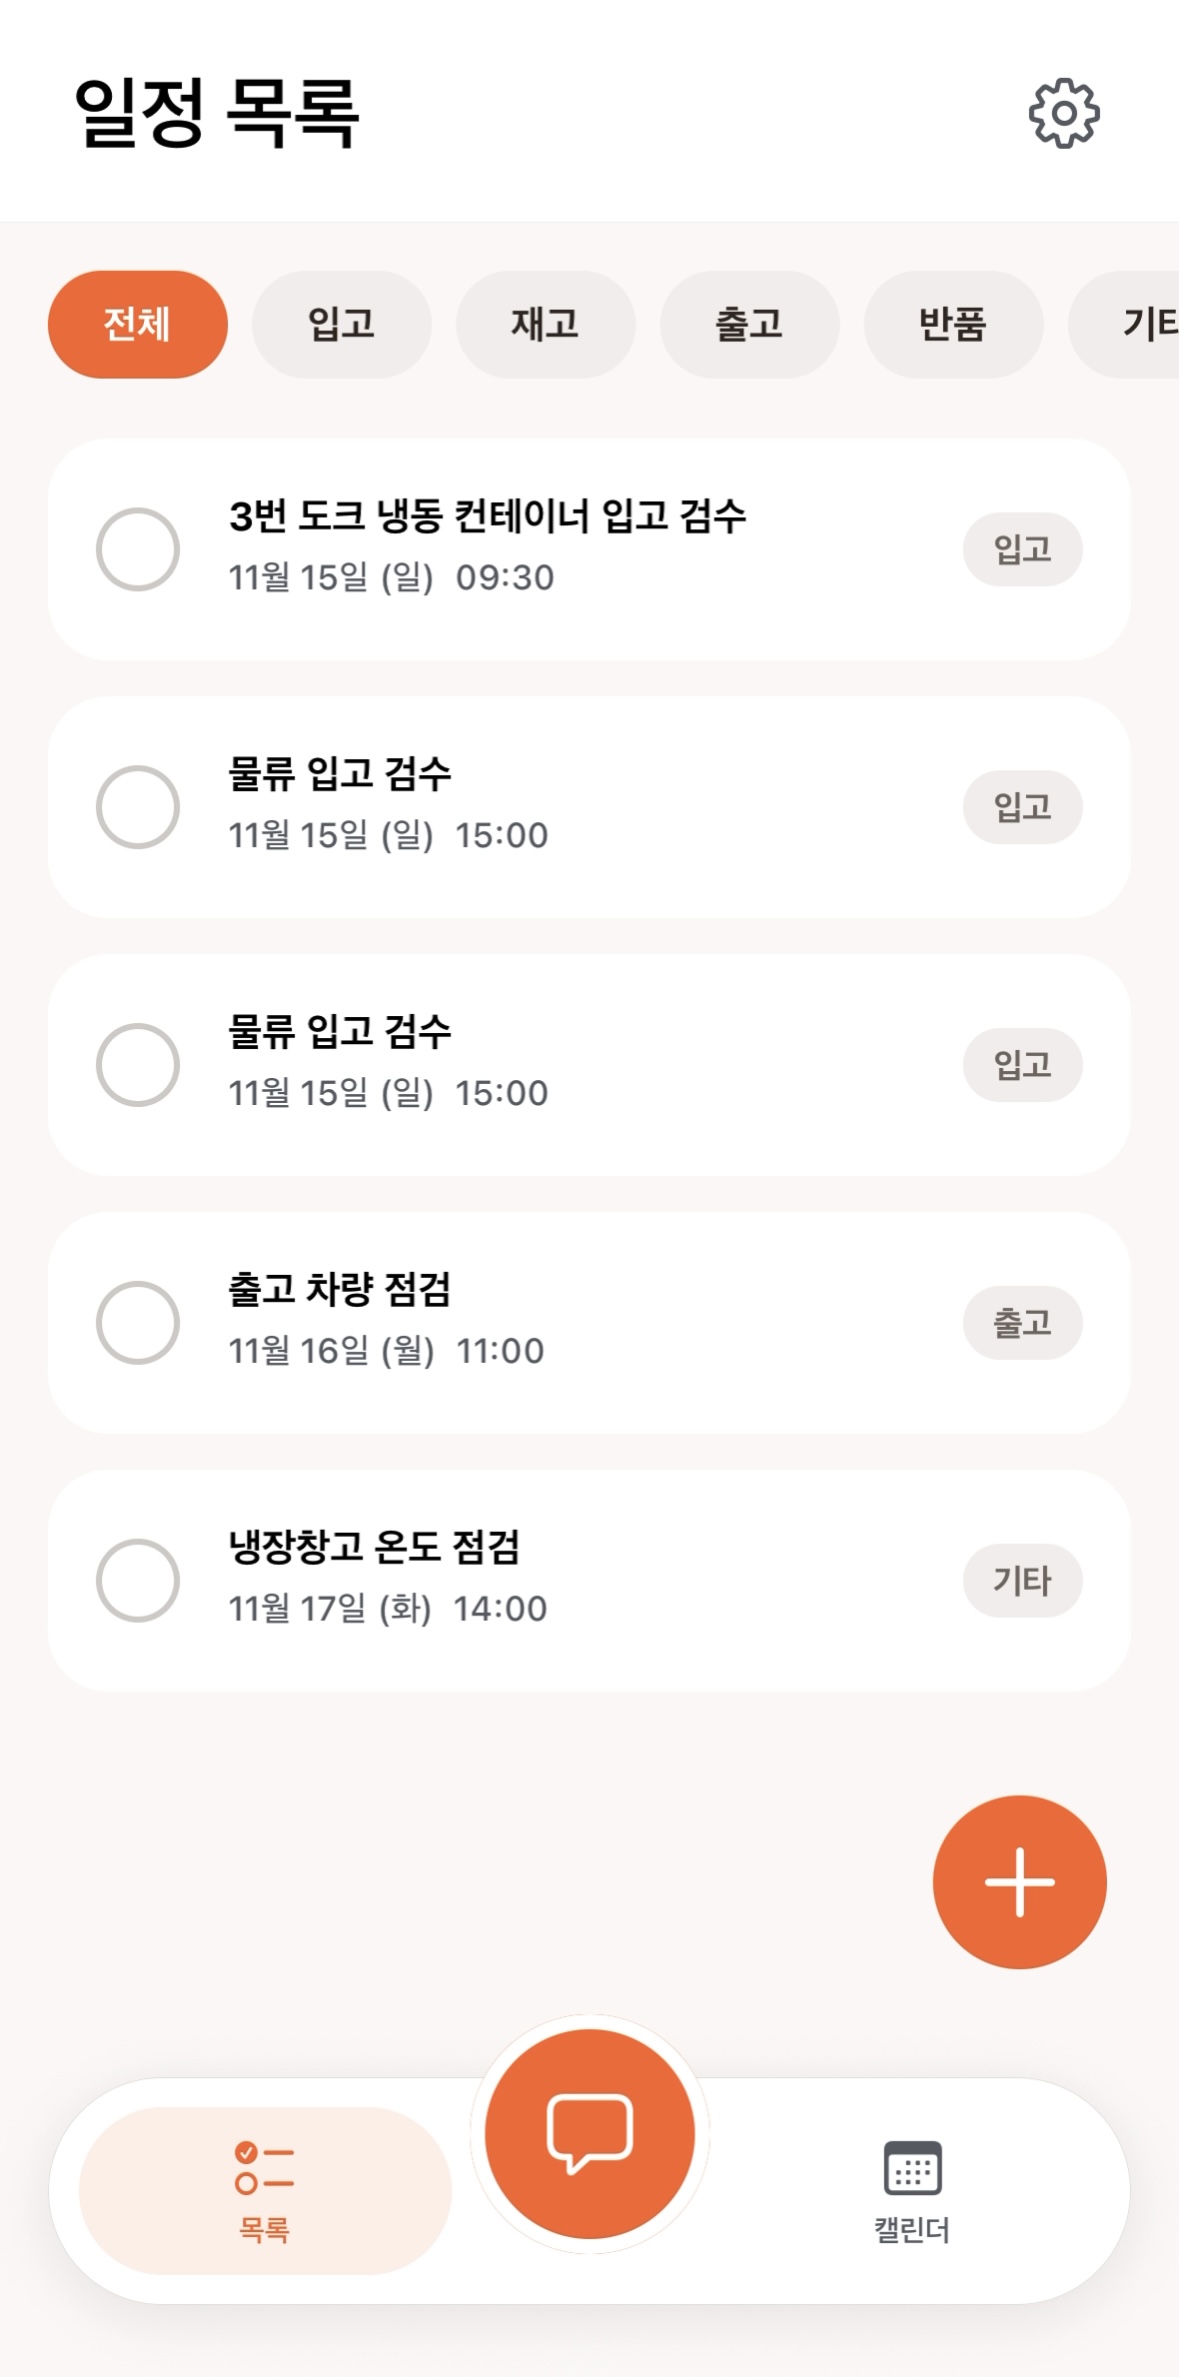 일정 목록
전체 입고 재고 출고 반품 기타
3번 도크 냉동 컨테이너 입고 검수
11월 15일 (일) 09:30
입고
물류 입고 검수
11월 15일 (일) 15:00
입고
물류 입고 검수
11월 15일 (일) 15:00
입고
출고 차량 점검
11월 16일 (월) 11:00
출고
냉장창고 온도 점검
11월 17일 (화) 14:00
기타
목록
캘린더